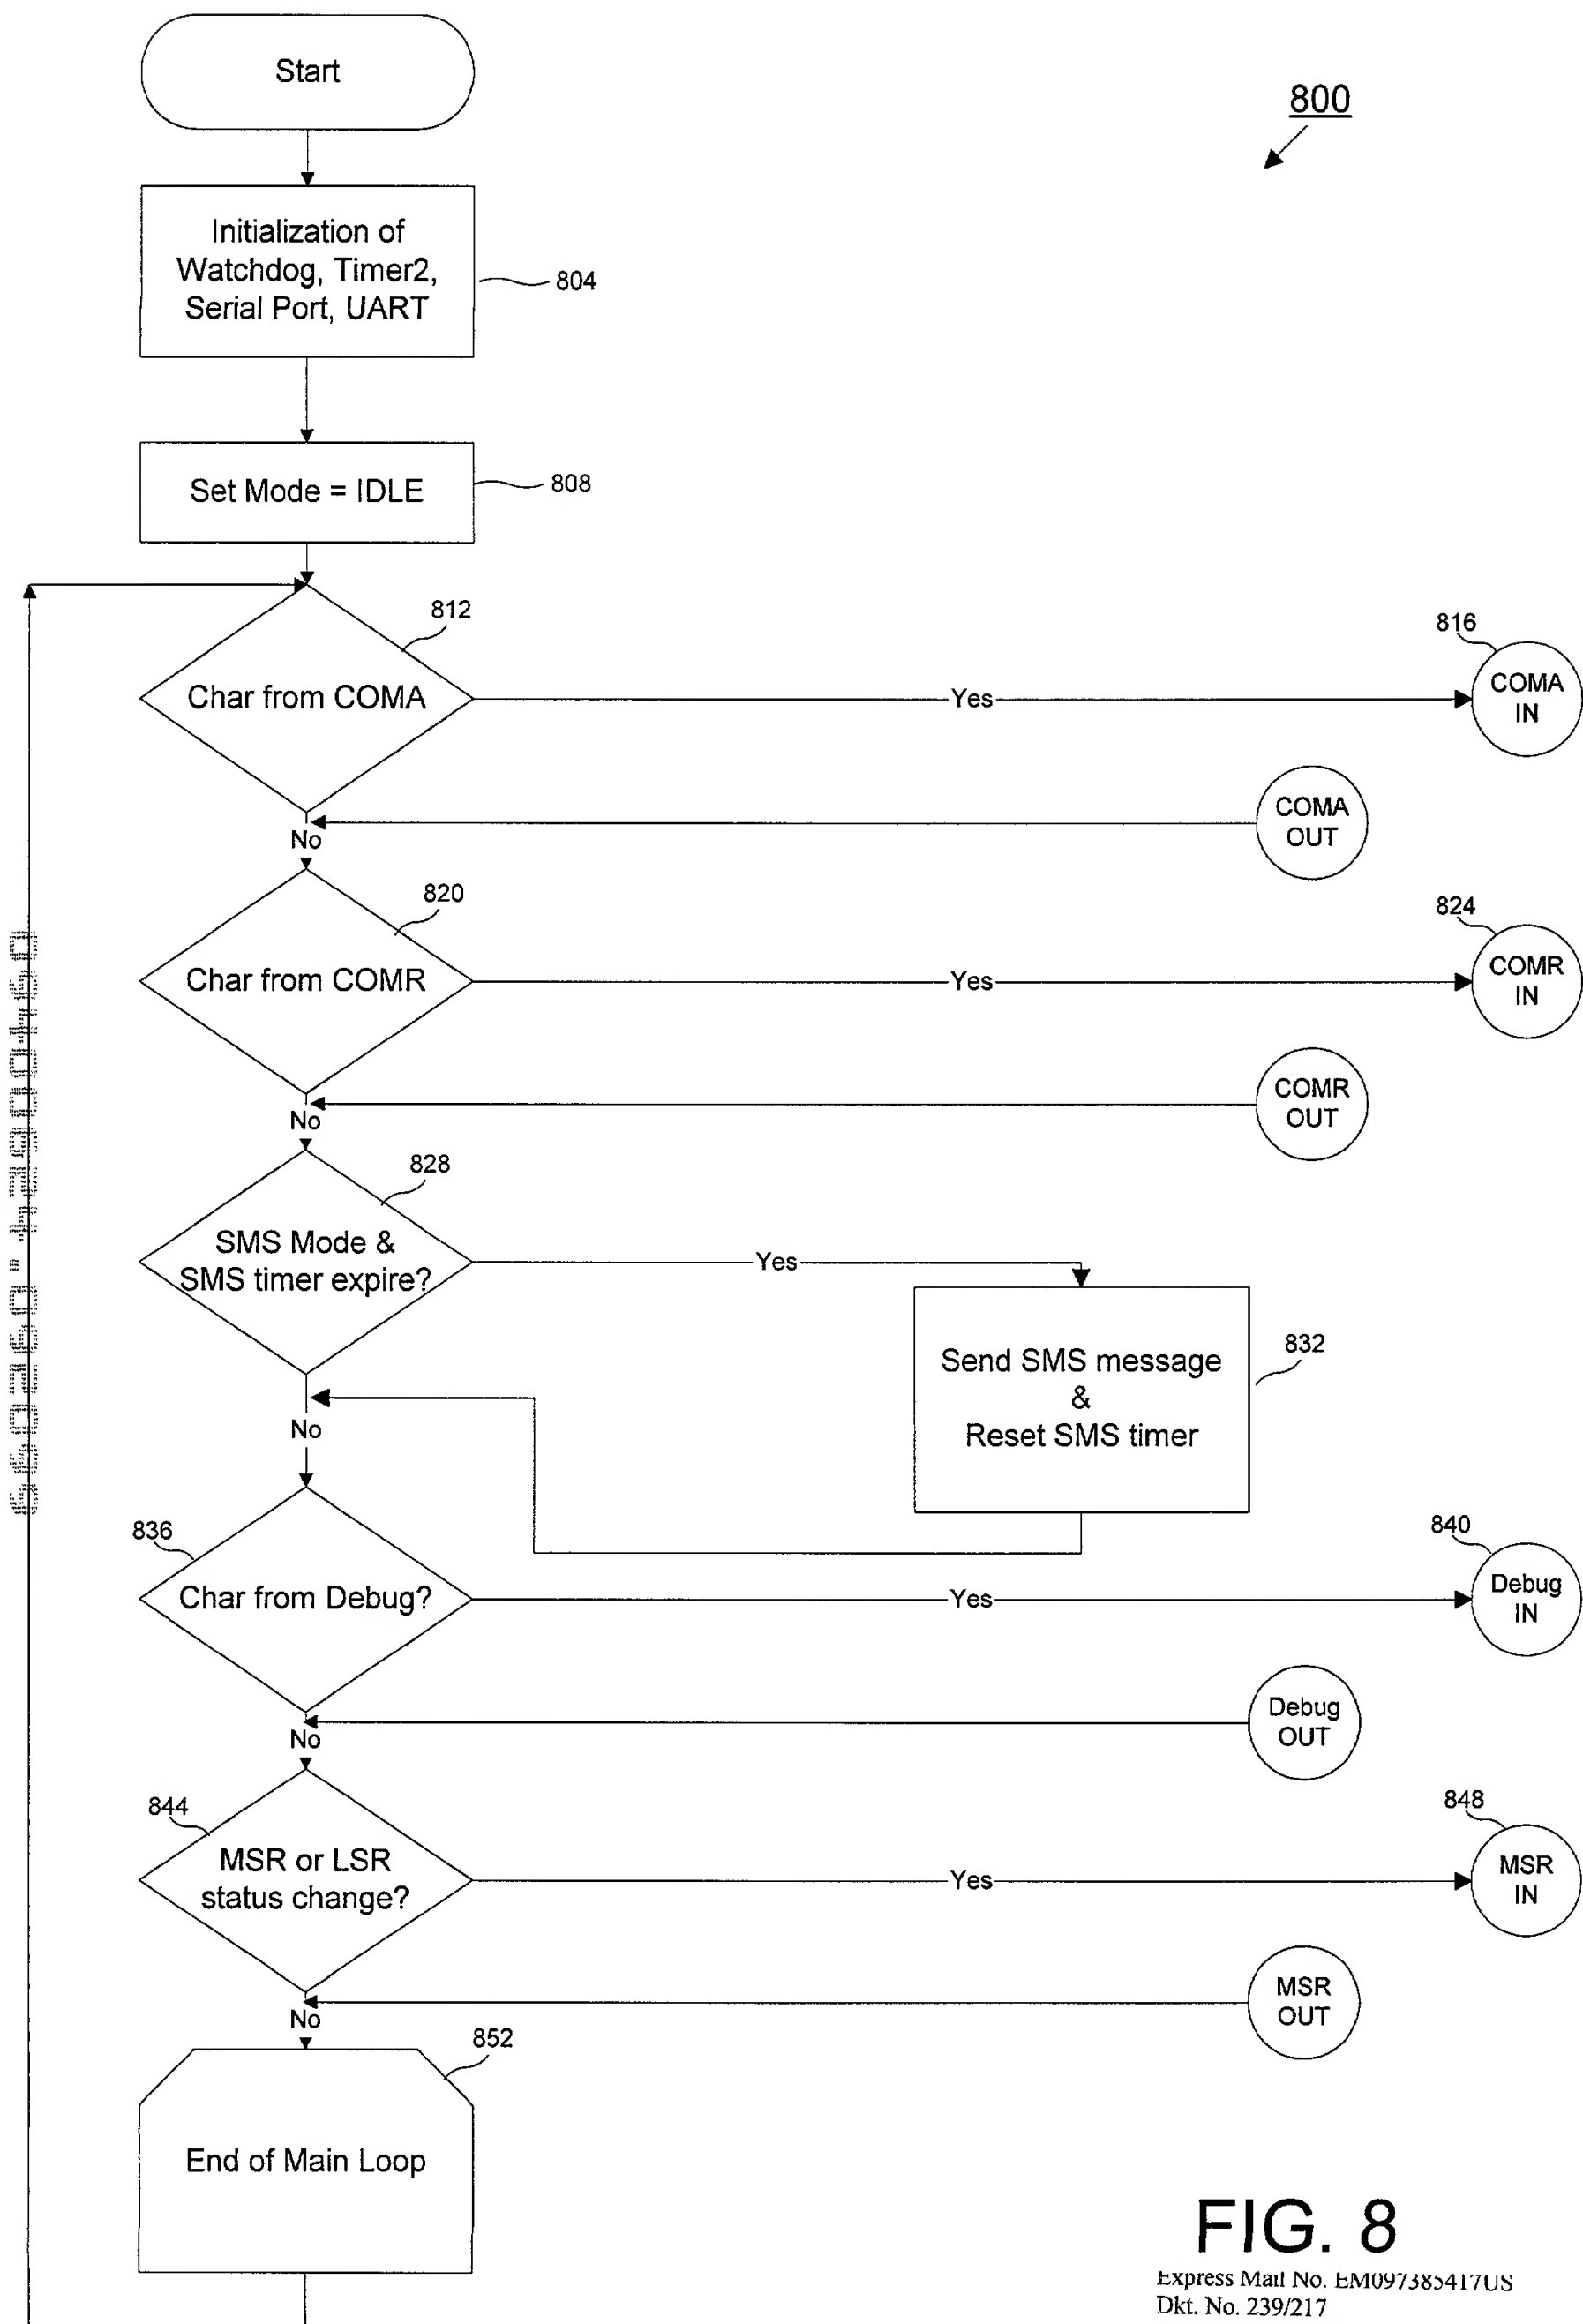 Start
800
Initialization of
Watchdog, Timer2,
Serial Port, UART
804
Set Mode = IDLE
808
812
Char from COMA
Yes
816
COMA
IN
COMA
OUT
No
820
Char from COMR
Yes
824
COMR
IN
COMR
OUT
No
828
SMS Mode &
SMS timer expire?
Yes
Send SMS message
&
Reset SMS timer
832
No
836
Char from Debug?
Yes
840
Debug
IN
Debug
OUT
No
844
MSR or LSR
status change?
Yes
848
MSR
IN
MSR
OUT
No
852
End of Main Loop
FIG. 8
Express Mail No. EM097385417US
Dkt. No. 239/217